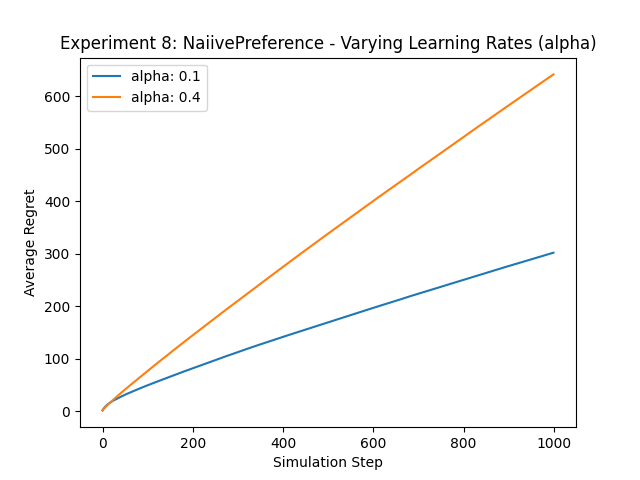 Experiment 8: NaiivePreference - Varying Learning Rates (alpha)
alpha: 0.1
alpha: 0.4
Average Regret
600
500
400
300
200
100
0
0 200 400 600 800 1000
Simulation Step